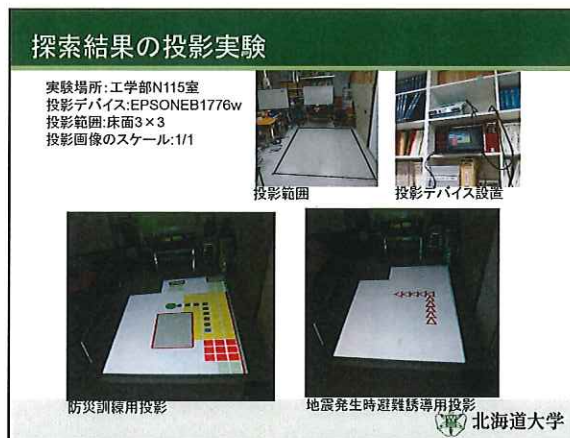 探索結果の投影実験
実験場所:工学部N115室
投影デバイス:EPSONEB1776w
投影範囲:床面3×3
投影画像のスケール:1/1
投影範囲
投影デバイス設置
防災訓練用投影
地震発生時避難誘導用投影
北海道大学